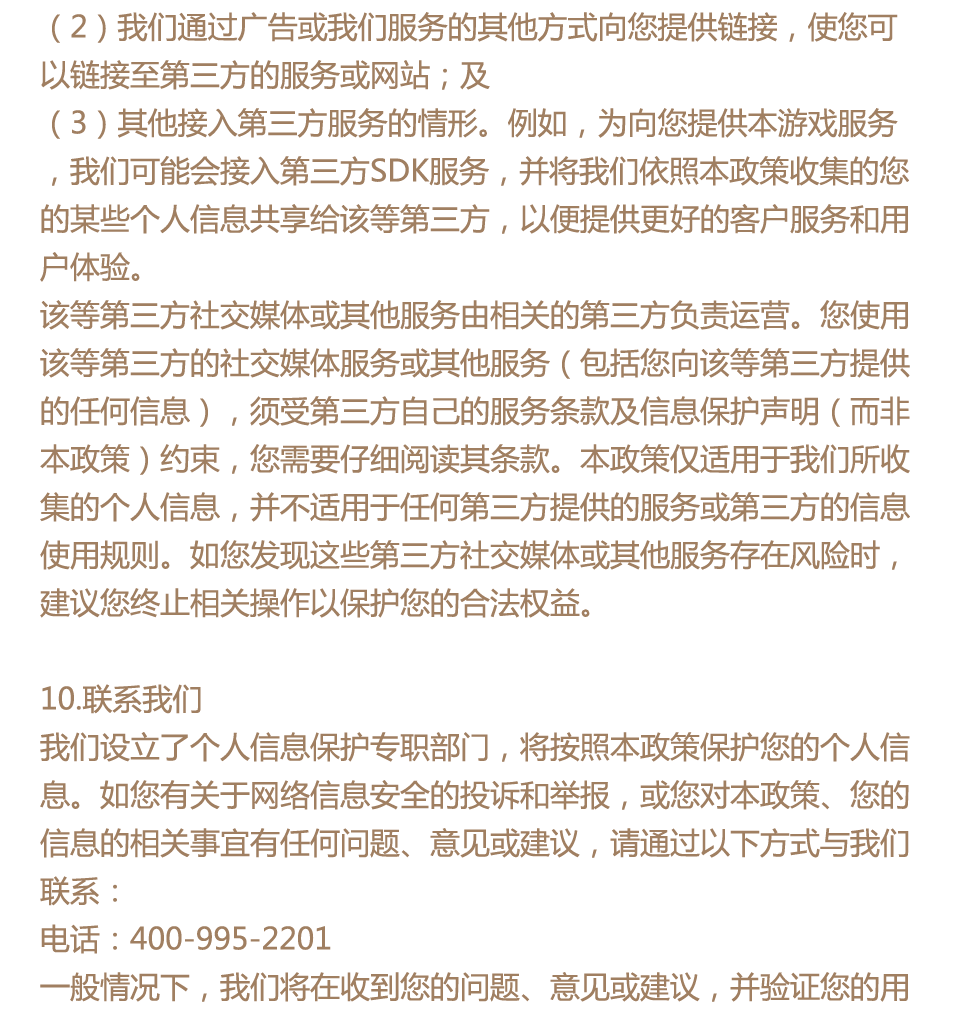 （2）我们通过广告或我们服务的其他方式向您提供链接，使您可
以链接至第三方的服务或网站；及
（3）其他接入第三方服务的情形。例如，为向您提供本游戏服务
，我们可能会接入第三方SDK服务，并将我们依照本政策收集的您
的某些个人信息共享给该等第三方，以便提供更好的客户服务和用
户体验。
该等第三方社交媒体或其他服务由相关的第三方负责运营。您使用
该等第三方的社交媒体服务或其他服务（包括您向该等第三方提供
的任何信息），须受第三方自己的服务条款及信息保护声明（而非
本政策）约束，您需要仔细阅读其条款。本政策仅适用于我们所收
集的个人信息，并不适用于任何第三方提供的服务或第三方的信息
使用规则。如您发现这些第三方社交媒体或其他服务存在风险时，
建议您终止相关操作以保护您的合法权益。
10.联系我们
我们设立了个人信息保护专职部门，将按照本政策保护您的个人信
息。如您有关于网络信息安全的投诉和举报，或您对本政策、您的
信息的相关事宜有任何问题、意见或建议，请通过以下方式与我们
联系：
电话：400-995-2201
一般情况下，我们将在收到您的问题、意见或建议，并验证您的用